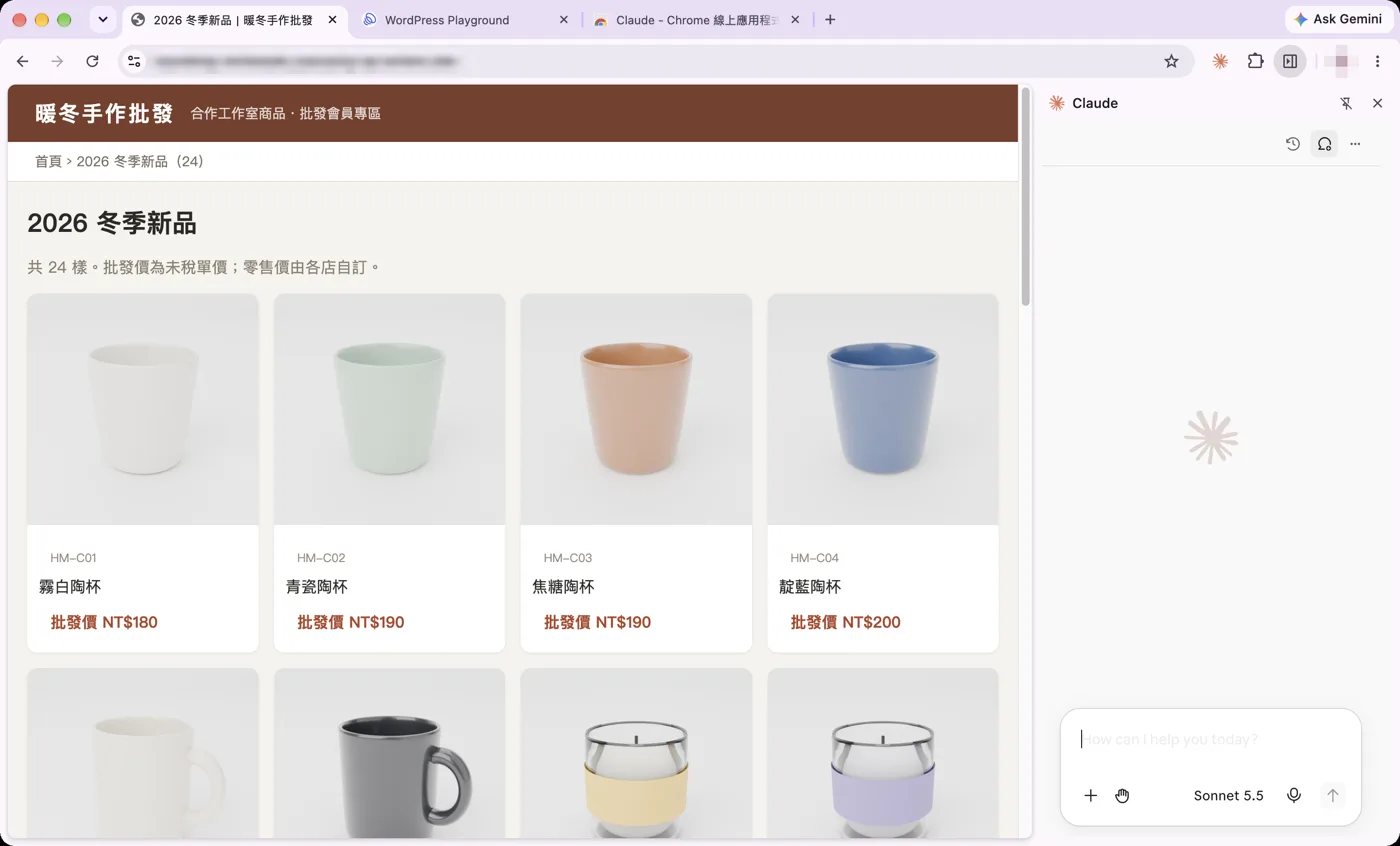 2026 冬季新品 | 暖冬手作批發
WordPress Playground
Claude - Chrome 線上應用程式
Ask Gemini
暖冬手作批發
合作工作室商品・批發會員專區
首頁 > 2026 冬季新品（24）
2026 冬季新品
共 24 樣。批發價為未稅單價；零售價由各店自訂。
HM-C01
霧白陶杯
批發價 NT$180
HM-C02
青瓷陶杯
批發價 NT$190
HM-C03
焦糖陶杯
批發價 NT$190
HM-C04
靛藍陶杯
批發價 NT$200
Claude
How can I help you today?
Sonnet 5.5